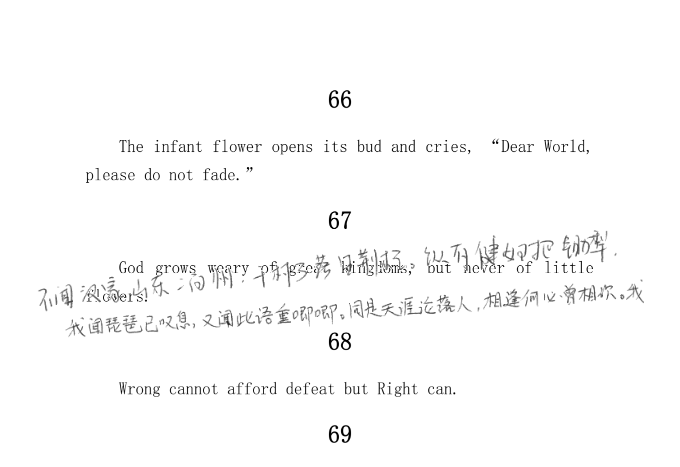 66
The infant flower opens its bud and cries, “Dear World,
please do not fade.”
67
God grows weary of great kingdoms, but never of little
flowers.
不闻汉家山东二百州,千村万落生荆杞。纵有健妇把锄犁,
我闻琵琶已叹息,又闻此语重唧唧。同是天涯沦落人,相逢何必曾相识。我
68
Wrong cannot afford defeat but Right can.
69